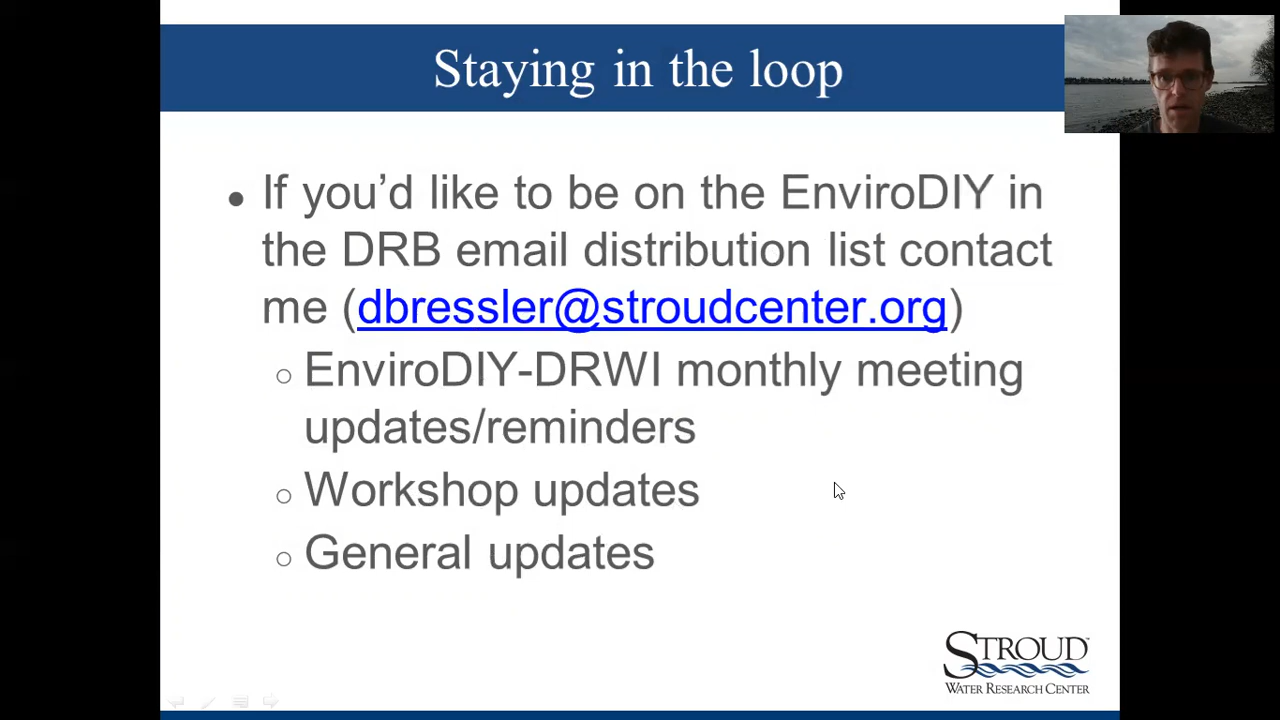 Staying in the loop
If you’d like to be on the EnviroDIY in
the DRB email distribution list contact
me (dbressler@stroudcenter.org)
EnviroDIY-DRWI monthly meeting
updates/reminders
Workshop updates
General updates
STROUD™
WATER RESEARCH CENTER